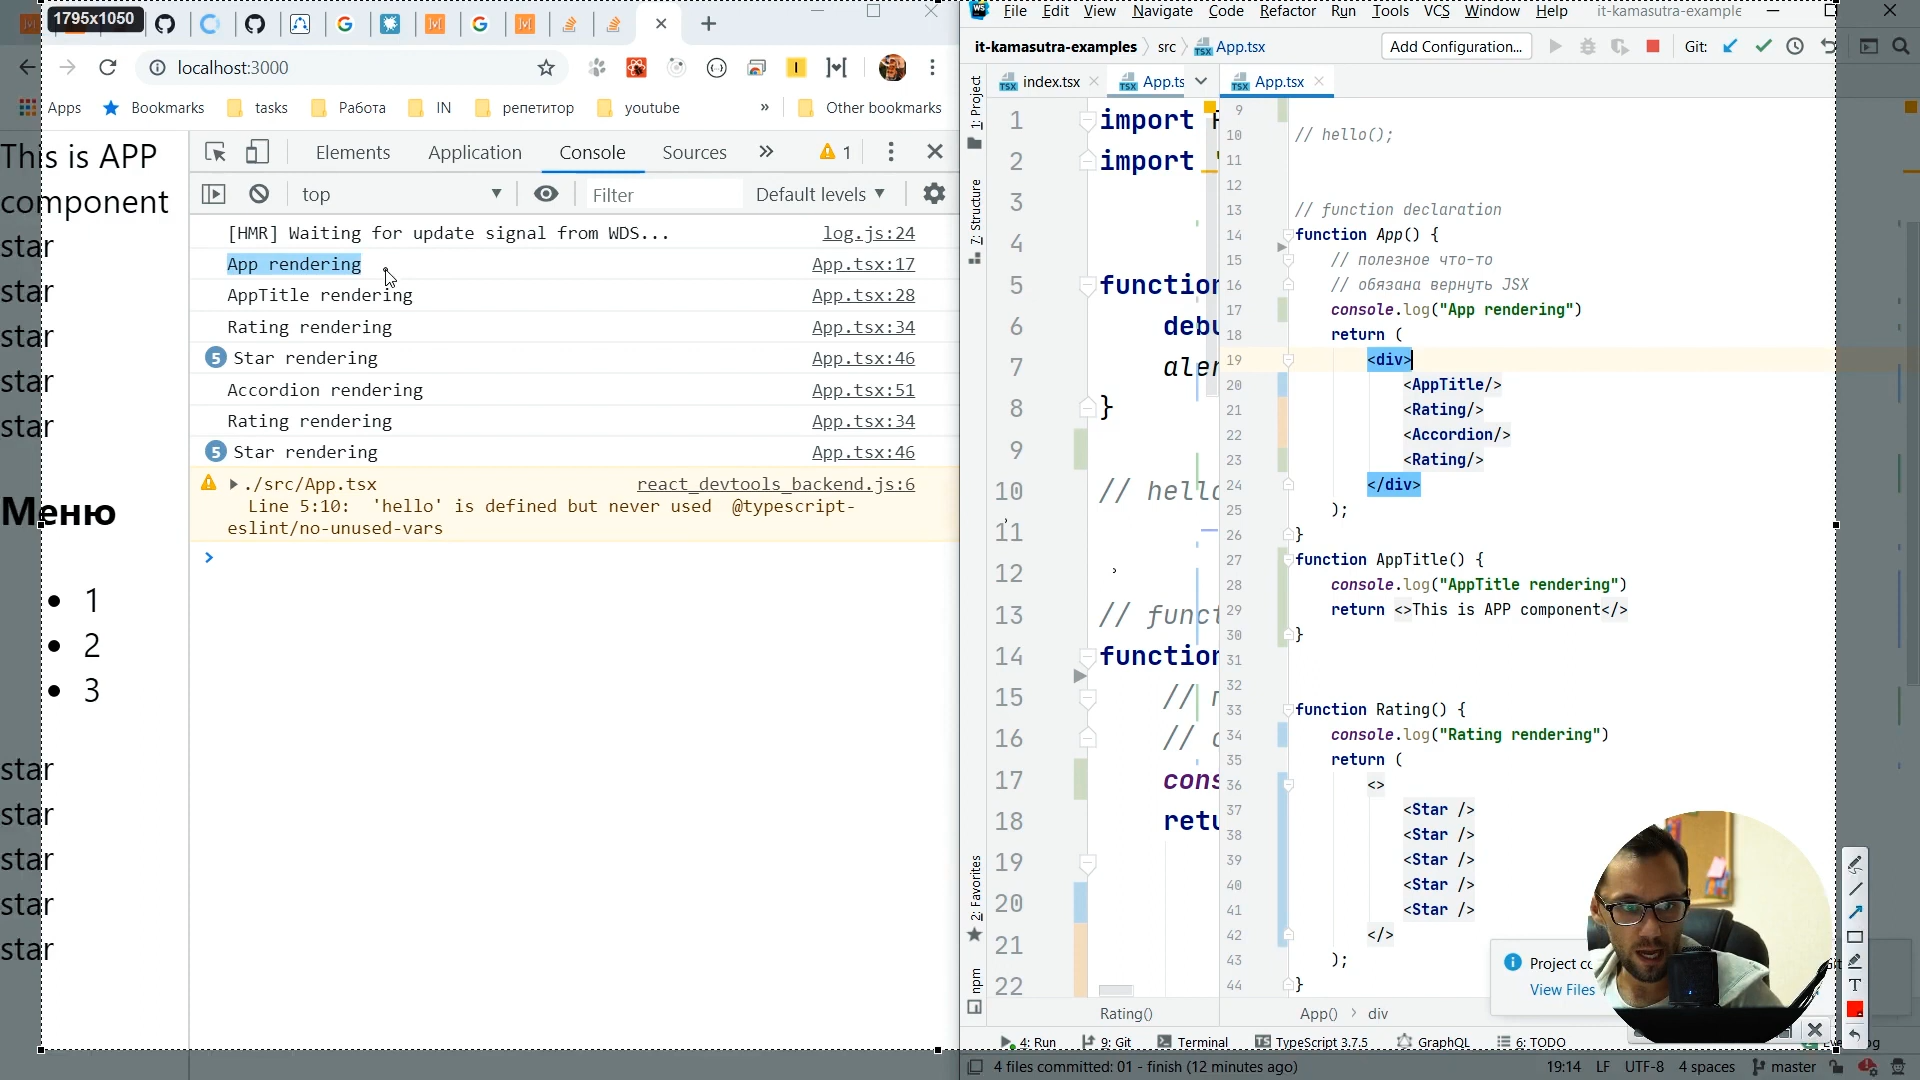 1795x1050
localhost:3000
Apps
Bookmarks
tasks
Работа
IN
репетитор
youtube
»
Other bookmarks
This is APP
component
star
star
star
star
star
Меню
1
2
3
star
star
star
star
star
Elements
Application
Console
Sources
»
1
top
Filter
Default levels
[HMR] Waiting for update signal from WDS...
log.js:24
App rendering
App.tsx:17
AppTitle rendering
App.tsx:28
Rating rendering
App.tsx:34
5 Star rendering
App.tsx:46
Accordion rendering
App.tsx:51
Rating rendering
App.tsx:34
5 Star rendering
App.tsx:46
./src/App.tsx
react_devtools_backend.js:6
Line 5:10:  'hello' is defined but never used  @typescript-
eslint/no-unused-vars
File Edit View Navigate Code Refactor Run Tools VCS Window Help
it-kamasutra-example
it-kamasutra-examples
src
App.tsx
Add Configuration...
Git:
1: Project
7: Structure
2: Favorites
npm
index.tsx
App.ts
App.tsx
1 import
2 import
3
4
5 function
6 debu
7 aler
8 }
9
10 // hello
11
12
13 // funct
14 function
15 //
16 //
17 cons
18 retu
19
20
21
22
Rating()
9
10 // hello();
11
12
13 // function declaration
14 function App() {
15 // полезное что-то
16 // обязана вернуть JSX
17 console.log("App rendering")
18 return (
19 <div>
20 <AppTitle/>
21 <Rating/>
22 <Accordion/>
23 <Rating/>
24 </div>
25 );
26 }
27 function AppTitle() {
28 console.log("AppTitle rendering")
29 return <>This is APP component</>
30 }
31
32
33 function Rating() {
34 console.log("Rating rendering")
35 return (
36 <>
37 <Star />
38 <Star />
39 <Star />
40 <Star />
41 <Star />
42 </>
43 );
44 }
App()
div
View Files
4: Run
9: Git
Terminal
TypeScript 3.7.5
GraphQL
6: TODO
4 files committed: 01 - finish (12 minutes ago)
19:14
LF
UTF-8
4 spaces
master